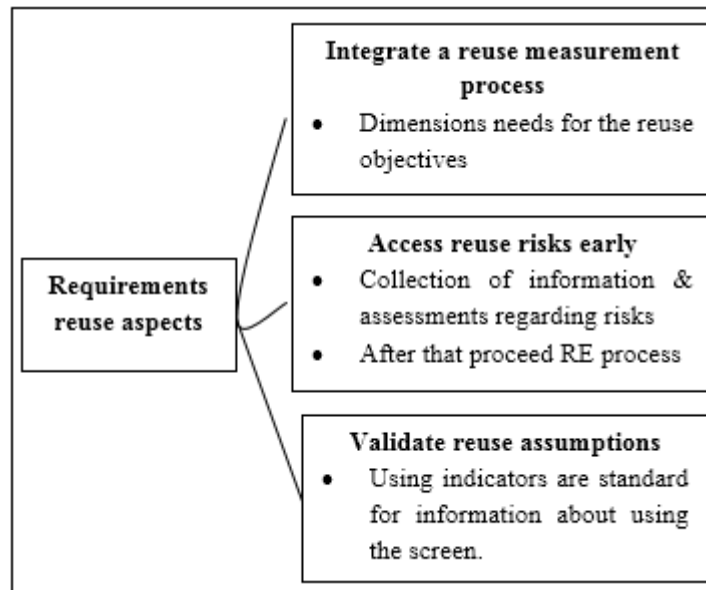 Integrate a reuse measurement
process
• Dimensions needs for the reuse
objectives
Access reuse risks early
• Collection of information &
assessments regarding risks
• After that proceed RE process
Requirements
reuse aspects
Validate reuse assumptions
• Using indicators are standard
for information about using
the screen.